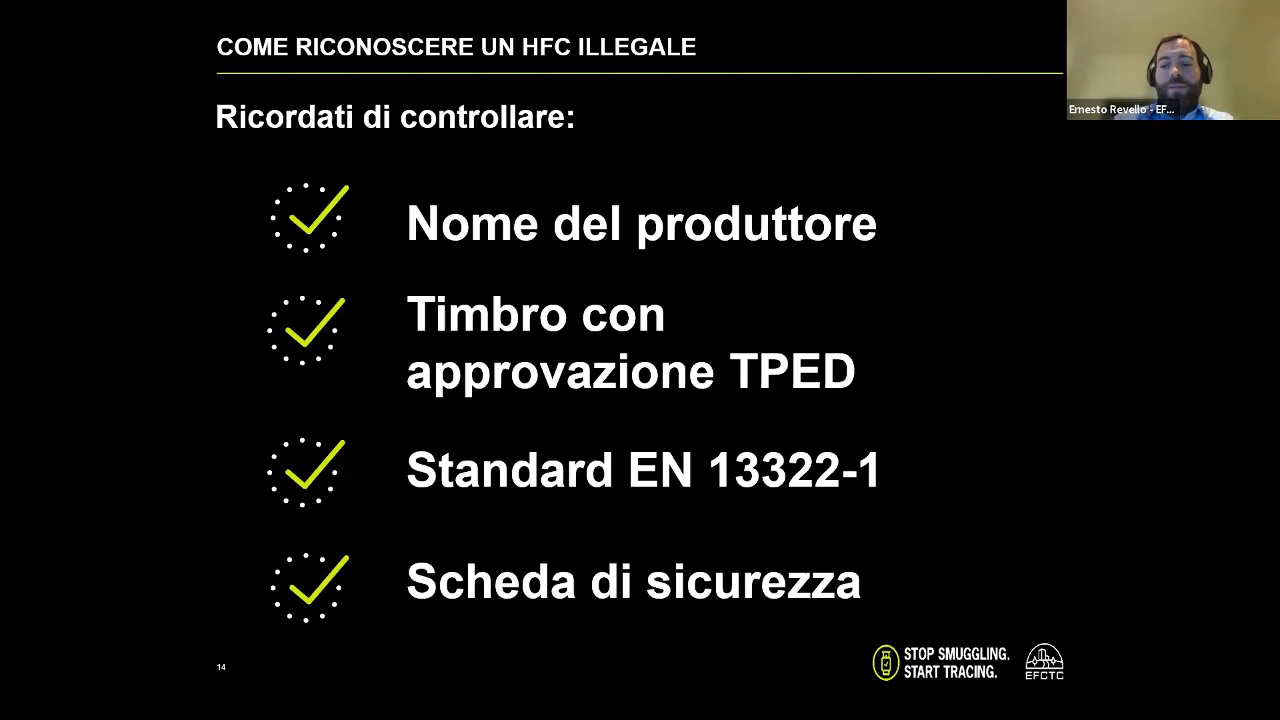 COME RICONOSCERE UN HFC ILLEGALE
Ernesto Revello - EF...
Ricordati di controllare:
Nome del produttore
Timbro con
approvazione TPED
Standard EN 13322-1
Scheda di sicurezza
14
STOP SMUGGLING.
START TRACING.
EFCTC